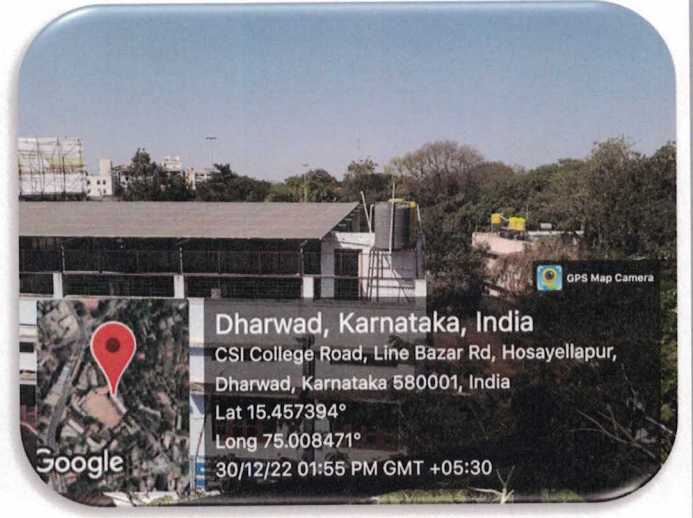 GPS Map Camera
Dharwad, Karnataka, India
CSI College Road, Line Bazar Rd, Hosayellapur,
Dharwad, Karnataka 580001, India
Lat 15.457394°
Long 75.008471°
30/12/22 01:55 PM GMT +05:30
Google